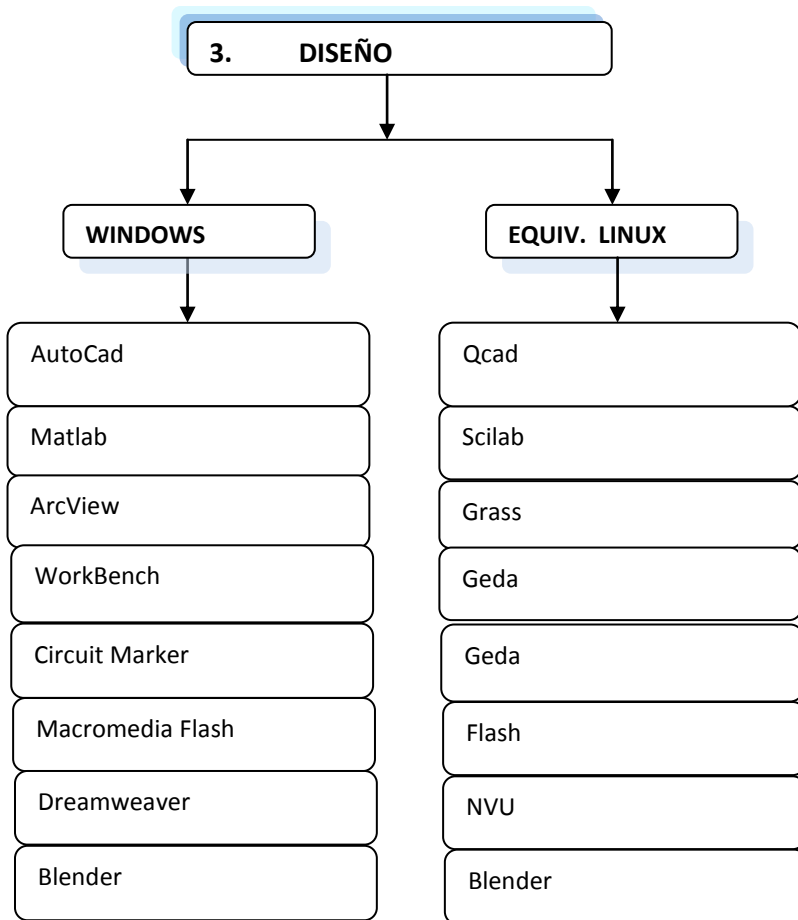 3. DISEÑO
WINDOWS
EQUIV. LINUX
AutoCad
Matlab
ArcView
WorkBench
Circuit Marker
Macromedia Flash
Dreamweaver
Blender
Qcad
Scilab
Grass
Geda
Geda
Flash
NVU
Blender